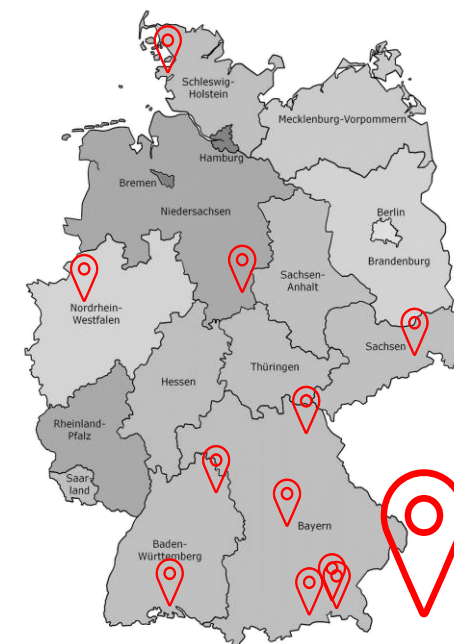 Schleswig-
Holstein
Mecklenburg-Vorpommern
Hamburg
Bremen
Niedersachsen
Berlin
Brandenburg
Sachsen-
Anhalt
Nordrhein-
Westfalen
Sachsen
Thüringen
Hessen
Rheinland-
Pfalz
Saar-
land
Bayern
Baden-
Württemberg